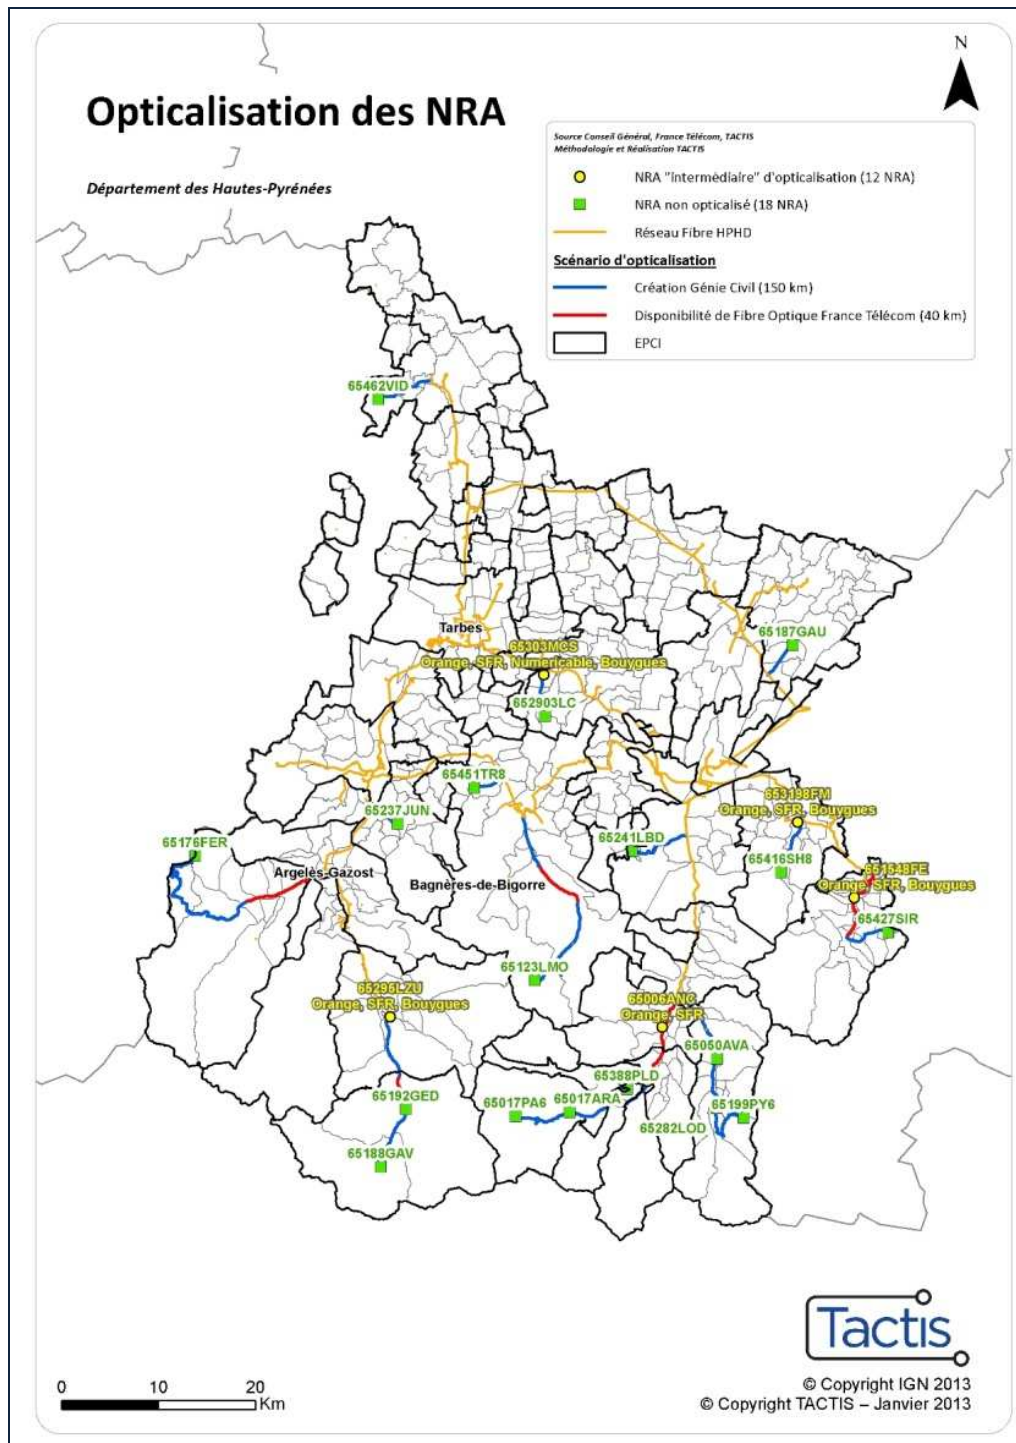 N
Opticalisation des NRA
Département des Hautes-Pyrénées
Source Conseil Général, France Télécom, TACTIS
Méthodologie et Réalisation TACTIS
NRA "intermédiaire" d'opticalisation (12 NRA)
NRA non opticalisé (18 NRA)
Réseau Fibre HPHD
Scénario d'opticalisation
Création Génie Civil (150 km)
Disponibilité de Fibre Optique France Télécom (40 km)
EPCI
65462VID
Tarbes
65303MCS
Orange, SFR, Numericable, Bouygues
65187GAU
652903LC
65451TR8
65237JUN
653198FM
Orange, SFR, Bouygues
65241LBD
65176FER
Argelès-Gazost
Bagnères-de-Bigorre
65416SH8
651548FE
Orange, SFR, Bouygues
65427SIR
65123LMO
65295LZU
Orange, SFR, Bouygues
65006ANC
Orange, SFR
65050AVA
65388PLD
65192GED
65017PA6
65017ARA
65199PY6
65282LOD
65188GAV
Tactis
0 10 20
Km
© Copyright IGN 2013
© Copyright TACTIS – Janvier 2013